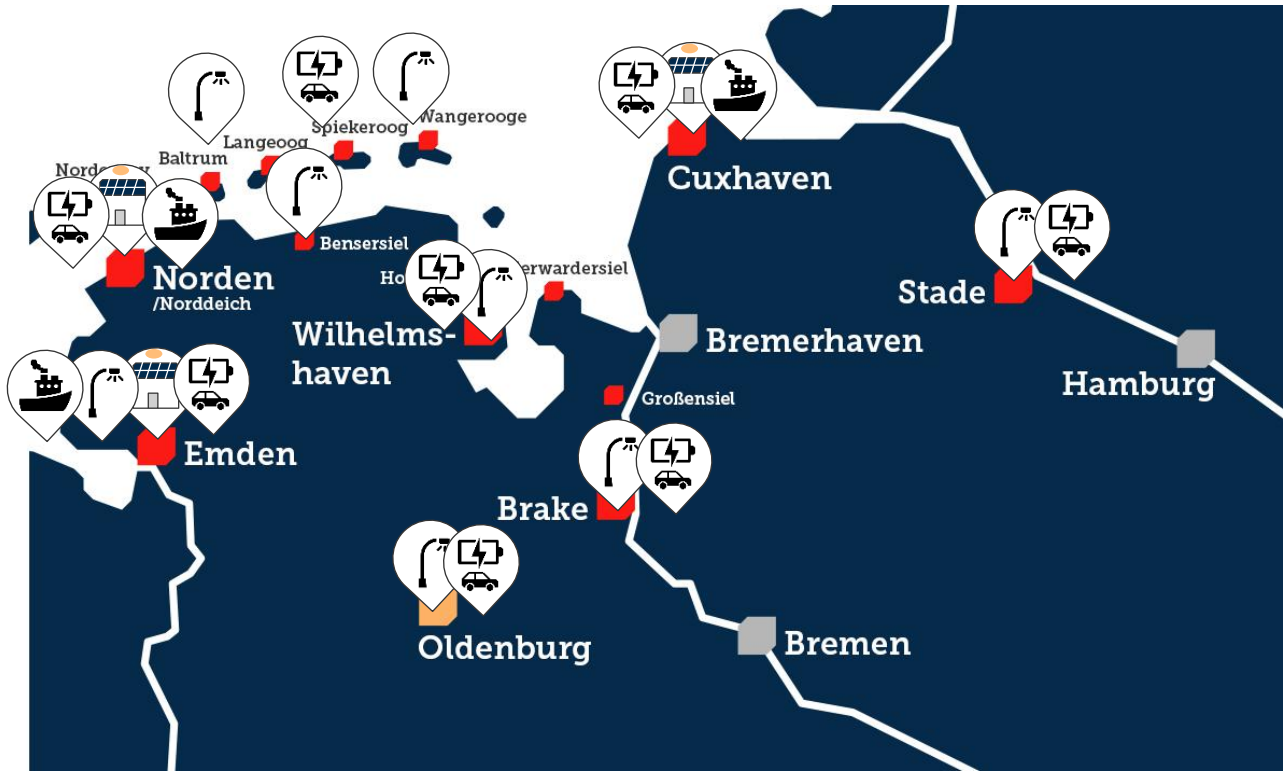 Wangerooge
Spiekeroog
Langeoog
Baltrum
Cuxhaven
Bensersiel
Norden
/Norddeich
Stade
Wilhelms-
haven
Bremerhaven
Hamburg
Großensiel
Emden
Brake
Oldenburg
Bremen